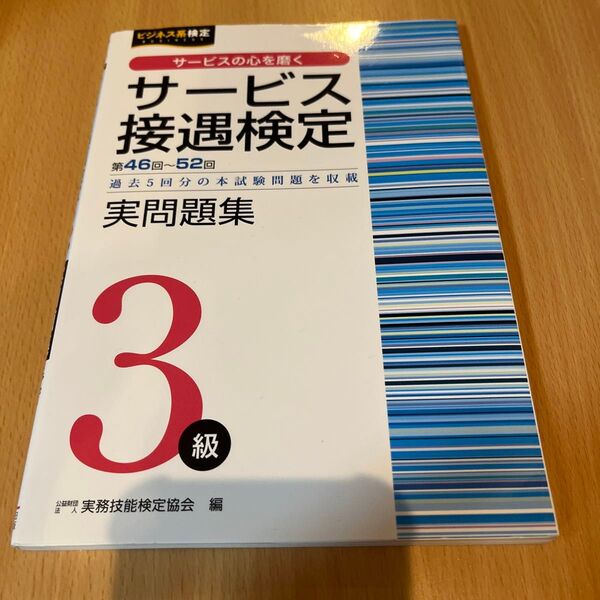 ビジネス系検定
BUSINESS
サービスの心を磨く
サービス
接遇検定
第46回～52回
過去5回分の本試験問題を収載
実問題集
3
級
公益財団
法人 実務技能検定協会 編